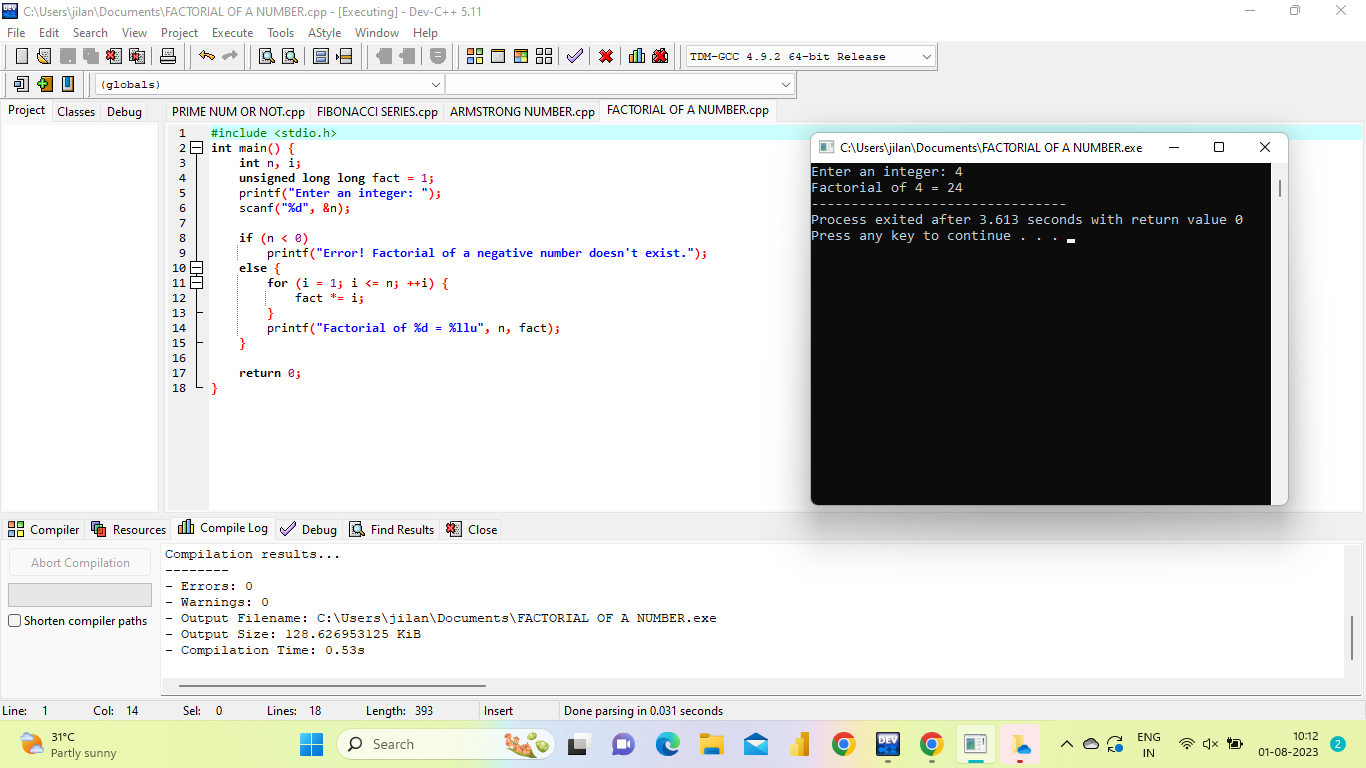 C:\Users\jilan\Documents\FACTORIAL OF A NUMBER.cpp - [Executing] - Dev-C++ 5.11
File Edit Search View Project Execute Tools AStyle Window Help
TDM-GCC 4.9.2 64-bit Release
(globals)
Project Classes Debug
PRIME NUM OR NOT.cpp FIBONACCI SERIES.cpp ARMSTRONG NUMBER.cpp FACTORIAL OF A NUMBER.cpp
1 #include <stdio.h>
2 int main() {
3 int n, i;
4 unsigned long long fact = 1;
5 printf("Enter an integer: ");
6 scanf("%d", &n);
7
8 if (n < 0)
9 printf("Error! Factorial of a negative number doesn't exist.");
10 else {
11 for (i = 1; i <= n; ++i) {
12 fact *= i;
13 }
14 printf("Factorial of %d = %llu", n, fact);
15 }
16
17 return 0;
18 }
C:\Users\jilan\Documents\FACTORIAL OF A NUMBER.exe
Enter an integer: 4
Factorial of 4 = 24
--------------------------------
Process exited after 3.613 seconds with return value 0
Press any key to continue . . .
Compiler Resources Compile Log Debug Find Results Close
Abort Compilation
Shorten compiler paths
Compilation results...
--------
- Errors: 0
- Warnings: 0
- Output Filename: C:\Users\jilan\Documents\FACTORIAL OF A NUMBER.exe
- Output Size: 128.626953125 KiB
- Compilation Time: 0.53s
Line: 1 Col: 14 Sel: 0 Lines: 18 Length: 393 Insert Done parsing in 0.031 seconds
31°C
Partly sunny
Search
DEV
ENG
IN
10:12
01-08-2023
2